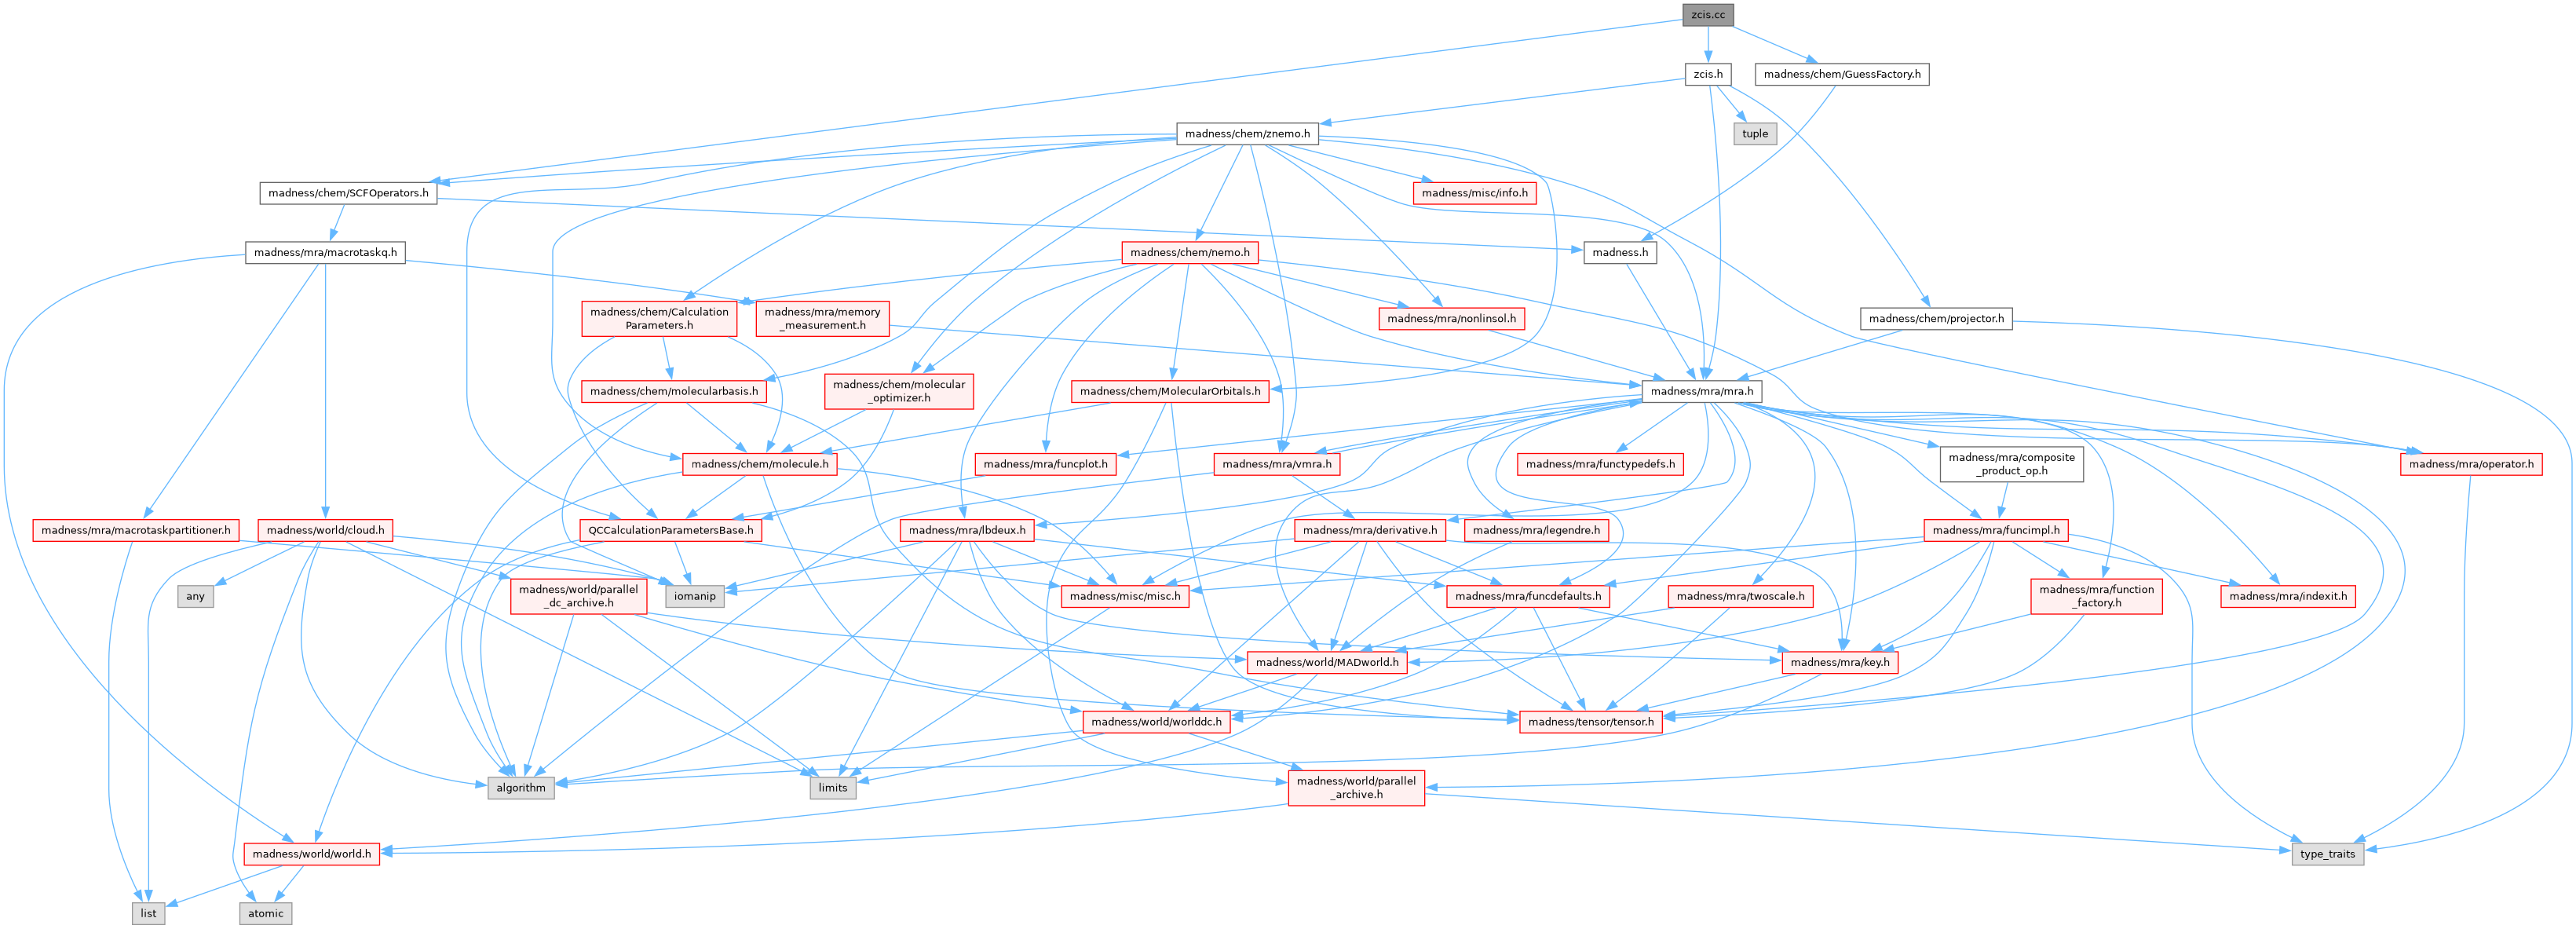 zcis.cc
zcis.h
madness/chem/GuessFactory.h
madness/chem/znemo.h
tuple
madness/chem/SCFOperators.h
madness/misc/info.h
madness/mra/macrotaskq.h
madness/chem/nemo.h
madness.h
madness/chem/Calculation
Parameters.h
madness/mra/memory
_measurement.h
madness/mra/nonlinsol.h
madness/chem/projector.h
madness/chem/molecularbasis.h
madness/chem/molecular
_optimizer.h
madness/chem/MolecularOrbitals.h
madness/mra/mra.h
madness/chem/molecule.h
madness/mra/funcplot.h
madness/mra/vmra.h
madness/mra/functypedefs.h
madness/mra/composite
_product_op.h
madness/mra/operator.h
madness/mra/macrotaskpartitioner.h
madness/world/cloud.h
QCCalculationParametersBase.h
madness/mra/lbdeux.h
madness/mra/derivative.h
madness/mra/legendre.h
madness/mra/funcimpl.h
any
madness/world/parallel
_dc_archive.h
iomanip
madness/misc/misc.h
madness/mra/funcdefaults.h
madness/mra/twoscale.h
madness/mra/function
_factory.h
madness/mra/indexit.h
madness/world/MADworld.h
madness/mra/key.h
madness/world/worlddc.h
madness/tensor/tensor.h
algorithm
limits
madness/world/parallel
_archive.h
madness/world/world.h
type_traits
list
atomic